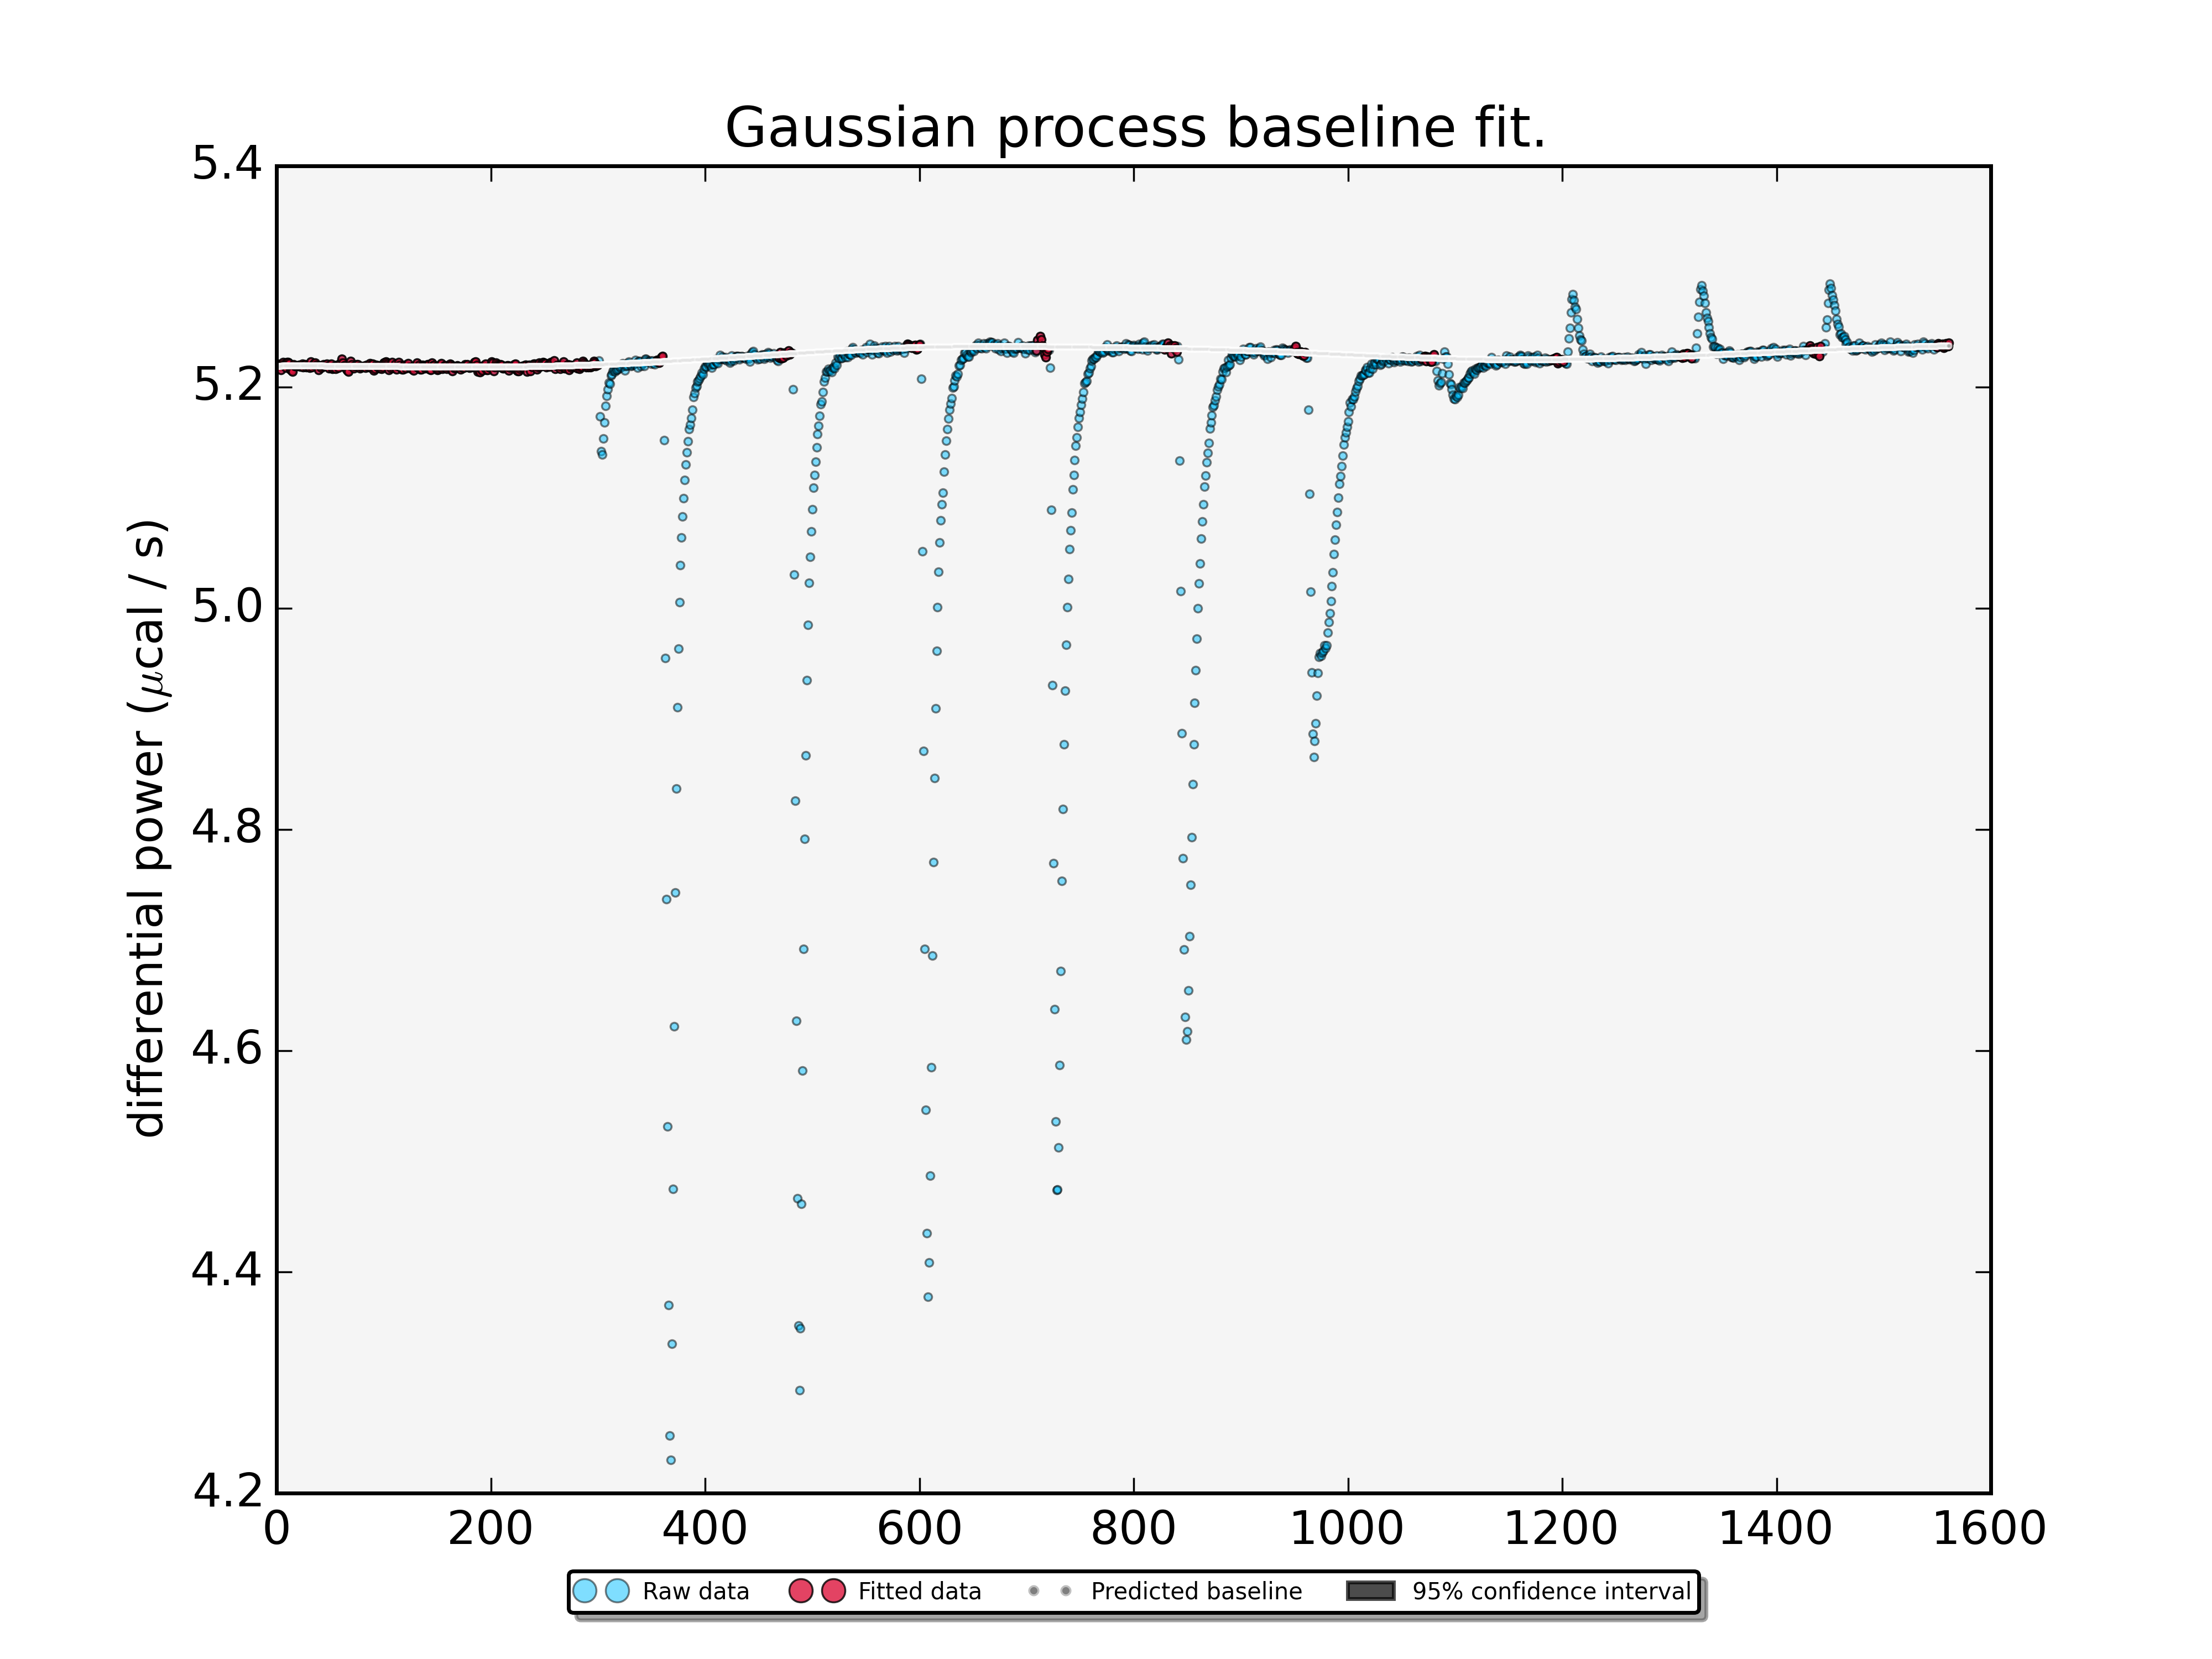 Gaussian process baseline fit.
differential power (μcal / s)
5.4
5.2
5.0
4.8
4.6
4.4
4.2
0 200 400 600 800 1000 1200 1400 1600
Raw data Fitted data Predicted baseline 95% confidence interval